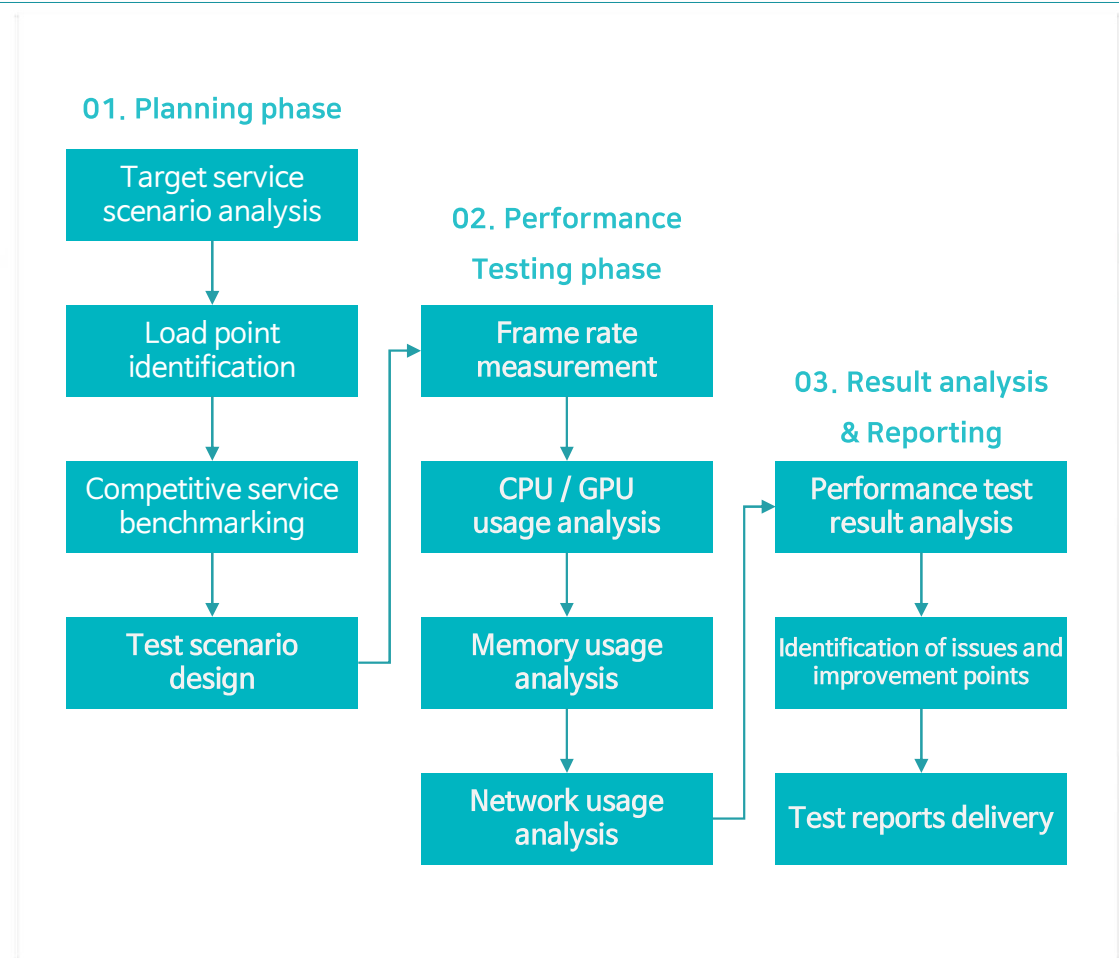 01. Planning phase
Target service
scenario analysis
Load point
identification
Competitive service
benchmarking
Test scenario
design
02. Performance
Testing phase
Frame rate
measurement
CPU / GPU
usage analysis
Memory usage
analysis
Network usage
analysis
03. Result analysis
& Reporting
Performance test
result analysis
Identification of issues and
improvement points
Test reports delivery